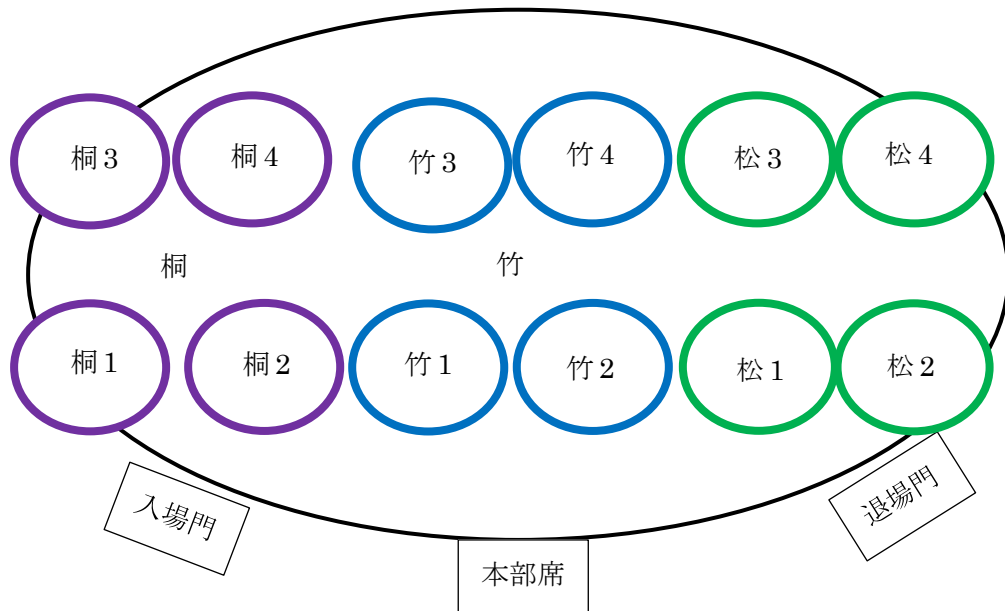 桐３ 桐４ 竹３ 竹４ 松３ 松４
桐 竹
桐１ 桐２ 竹１ 竹２ 松１ 松２
入場門
退場門
本部席